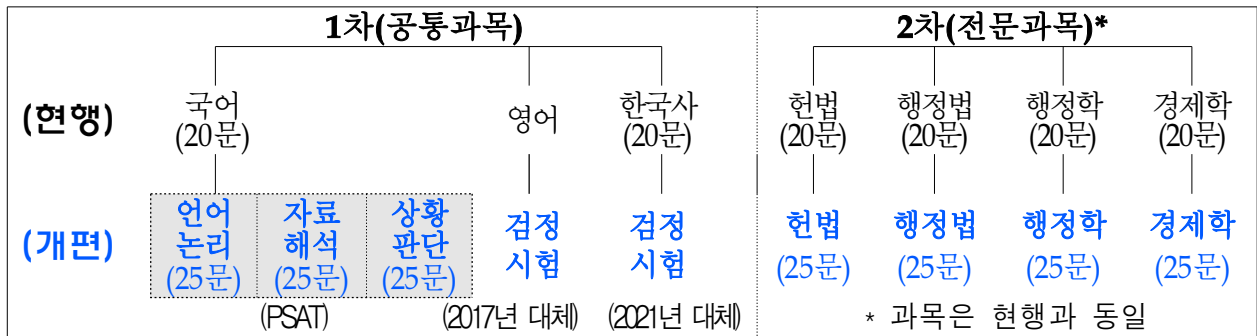 1차(공통과목) 2차(전문과목)*
(현행) 국어 영어 한국사 헌법 행정법 행정학 경제학
(20문) (20문) (20문) (20문) (20문) (20문)
(개편) 언어 자료 상황 검정 검정 헌법 행정법 행정학 경제학
논리 해석 판단 시험 시험
(25문) (25문) (25문) (25문) (25문) (25문) (25문)
(PSAT) (2017년 대체) (2021년 대체) * 과목은 현행과 동일